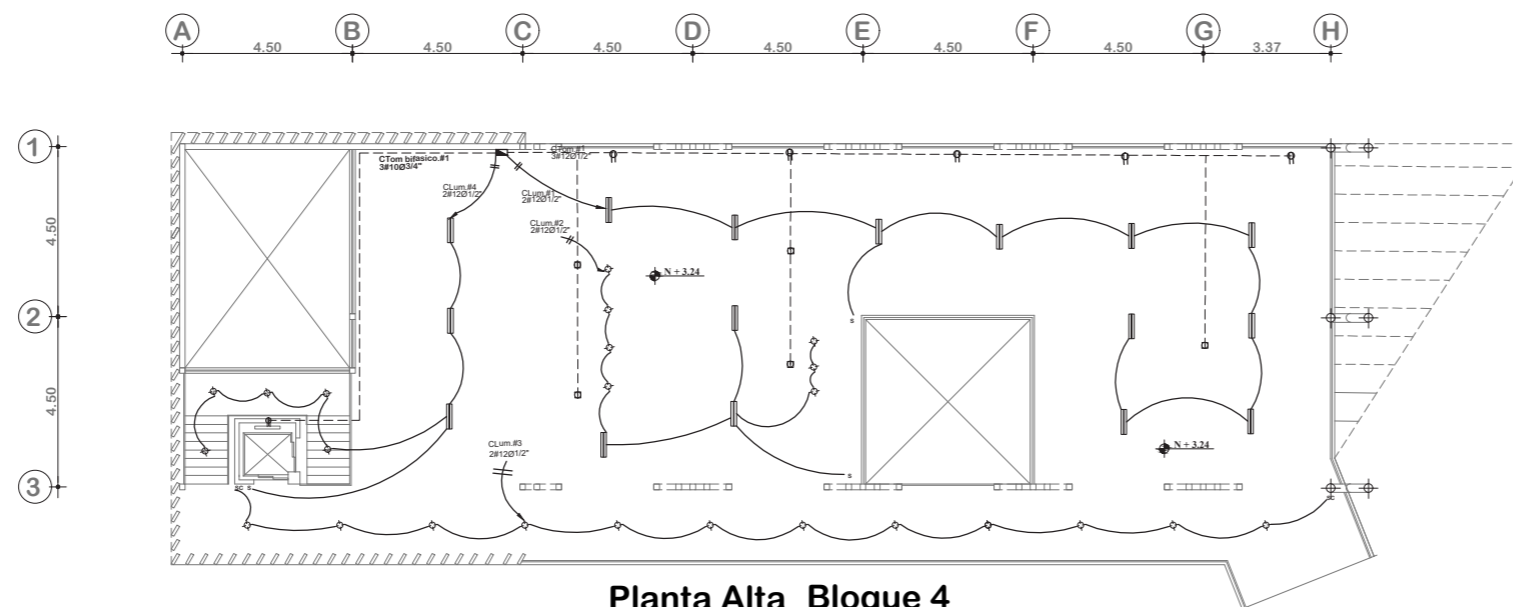 A B C D E F G H
4.50 4.50 4.50 4.50 4.50 4.50 3.37
1
CTom bifasico.#1
3#10Ø3/4"
CTom.#1
3#12Ø1/2"
CLum.#4
2#12Ø1/2"
CLum.#1
2#12Ø1/2"
CLum.#2
2#12Ø1/2"
4.50
N + 3.24
2
s
4.50
CLum.#3
2#12Ø1/2"
N + 3.24
s
3
sc s
sc
Planta Alta Bloque 4